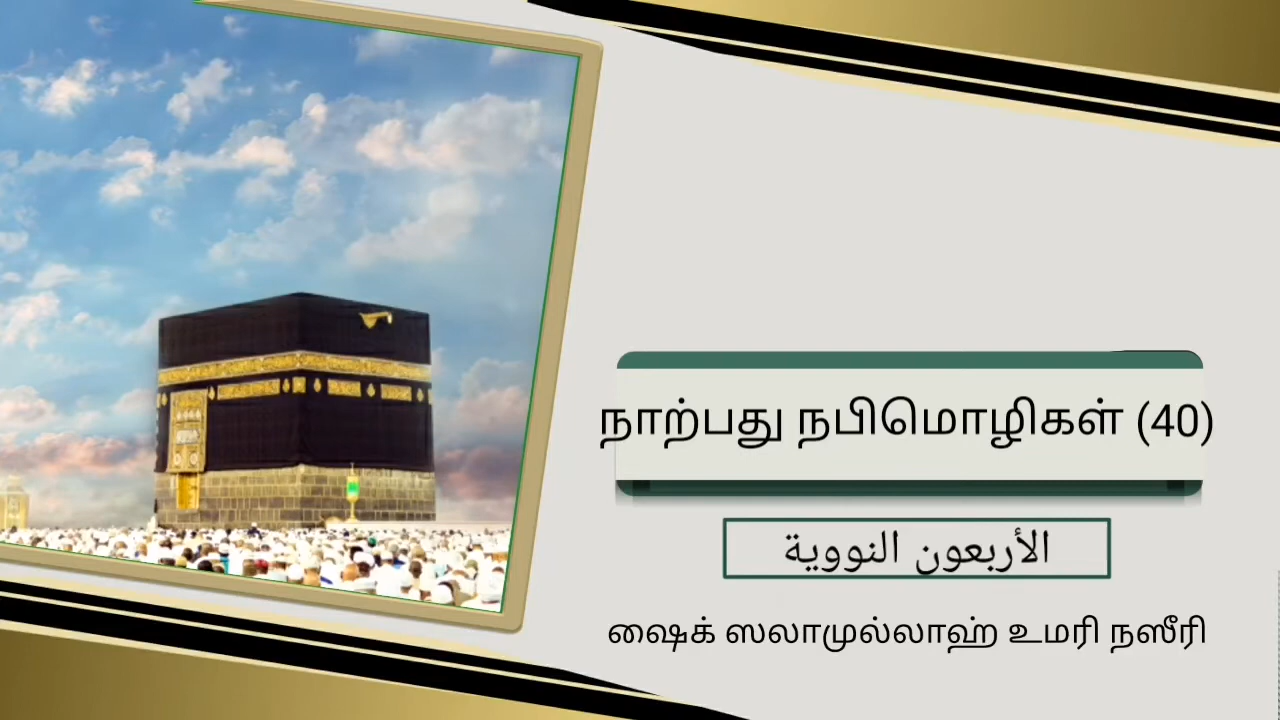 நாற்பது நபிமொழிகள் (40)
الأربعون النووية
ஷைக் ஸலாமுல்லாஹ் உமரி நஸீரி